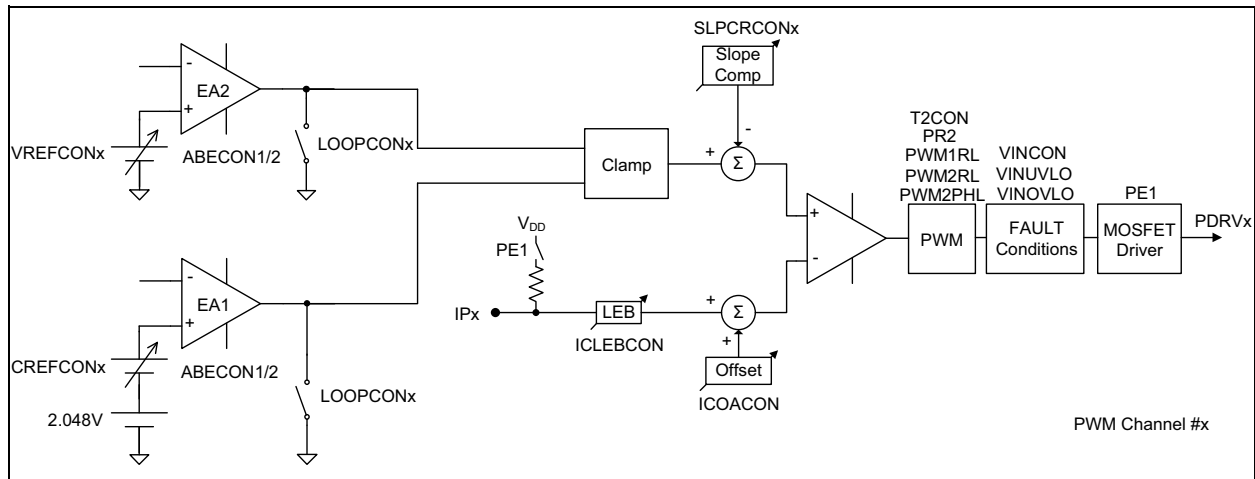 SLPCRCONx
Slope
Comp
-
EA2
+
VREFCONx
ABECON1/2
LOOPCONx
Clamp
+
Σ
-
T2CON
PR2
PWM1RL
PWM2RL
PWM2PHL
VINCON
VINUVLO
VINOVLO
PE1
+
-
PWM
FAULT
Conditions
MOSFET
Driver
PDRVx
VDD
PE1
IPx
LEB
ICLEBCON
+
Σ
+
Offset
ICOACON
-
EA1
+
CREFCONx
ABECON1/2
LOOPCONx
2.048V
PWM Channel #x